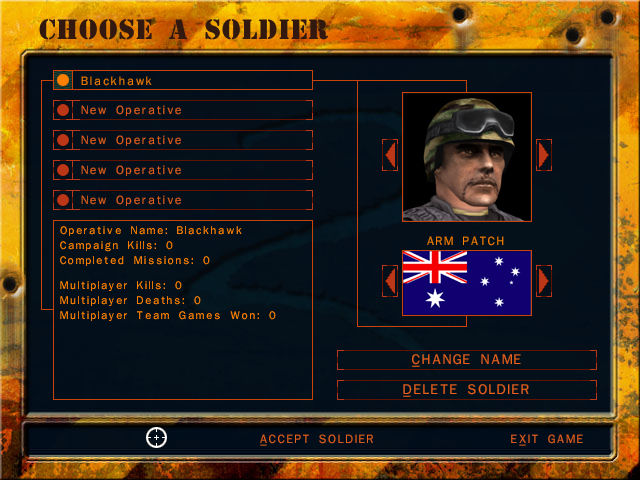 CHOOSE A SOLDIER
Blackhawk
New Operative
New Operative
New Operative
New Operative
Operative Name: Blackhawk
Campaign Kills: 0
Completed Missions: 0
Multiplayer Kills: 0
Multiplayer Deaths: 0
Multiplayer Team Games Won: 0
ARM PATCH
CHANGE NAME
DELETE SOLDIER
ACCEPT SOLDIER
EXIT GAME